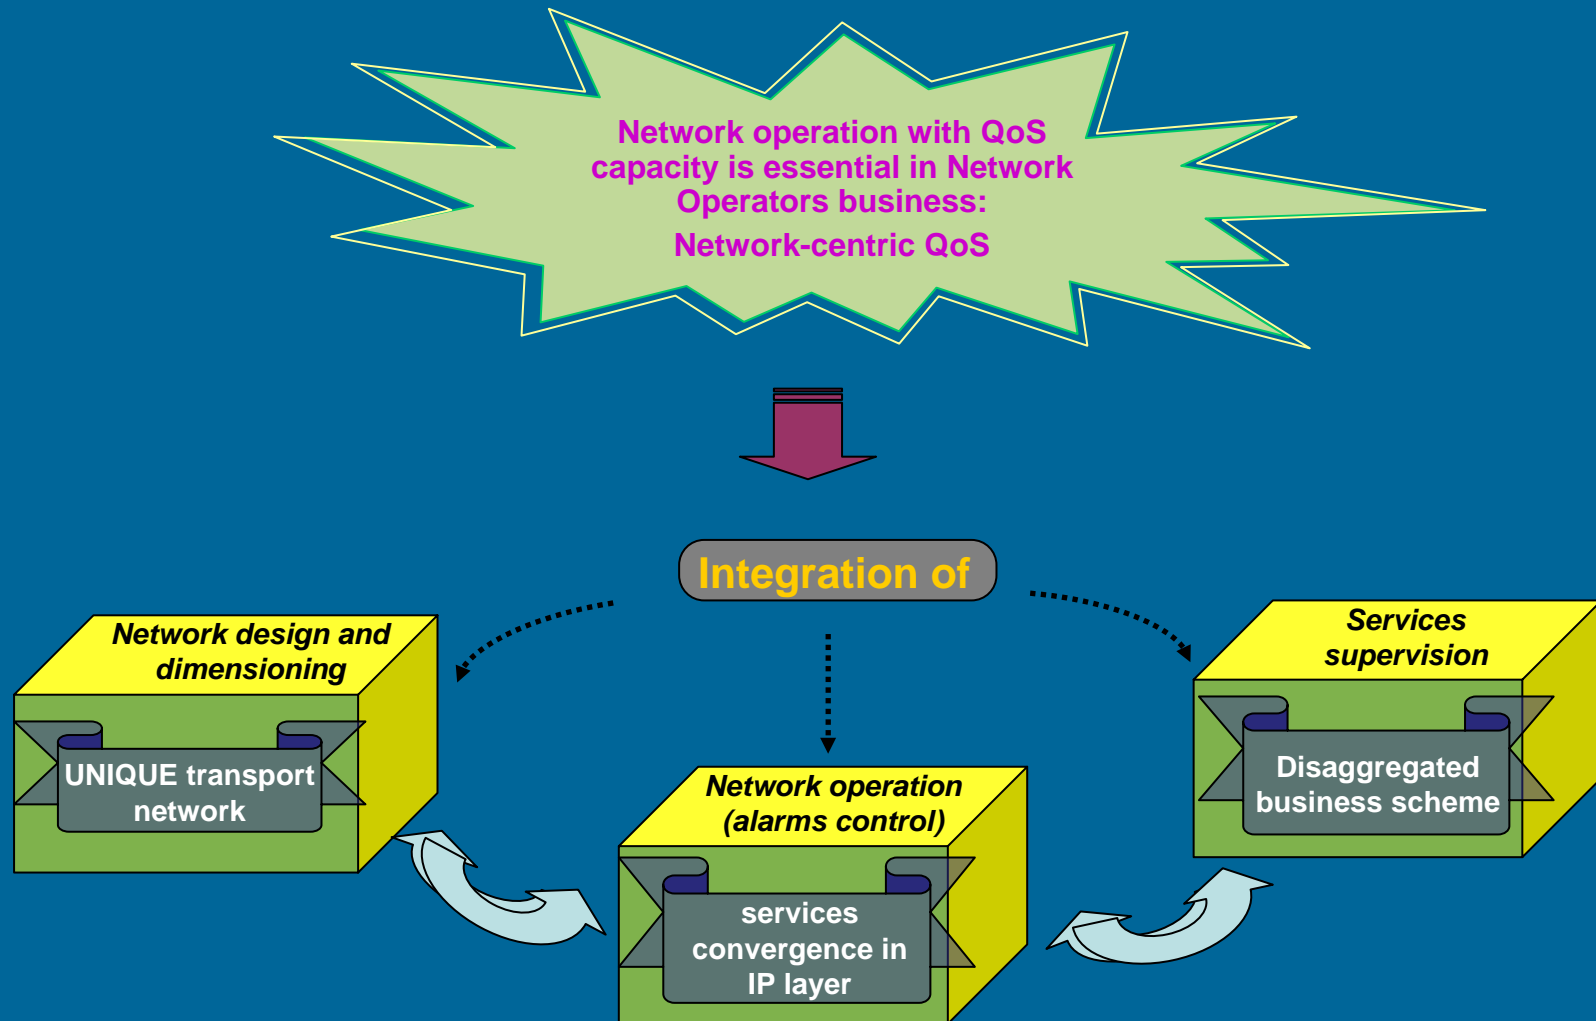 Network operation with QoS
capacity is essential in Network
Operators business:
Network-centric QoS
Integration of
Network design and
dimensioning
UNIQUE transport
network
Network operation
(alarms control)
services
convergence in
IP layer
Services
supervision
Disaggregated
business scheme